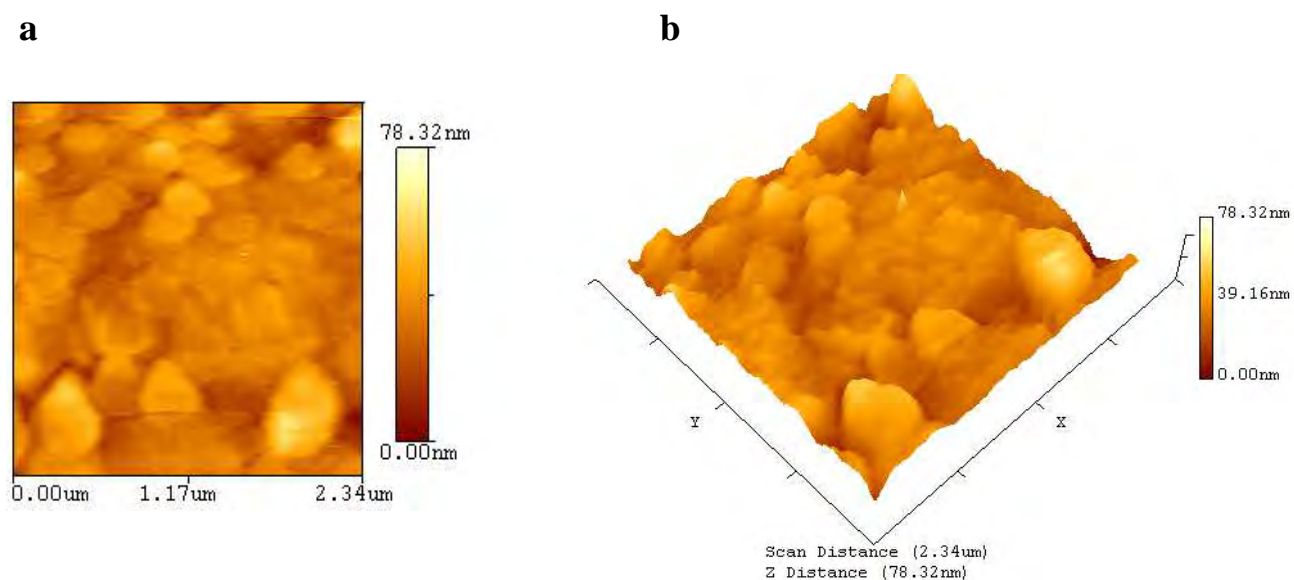 a
b
78.32nm
0.00nm
0.00um 1.17um 2.34um
78.32nm
39.16nm
0.00nm
Y
X
Scan Distance (2.34um)
Z Distance (78.32nm)